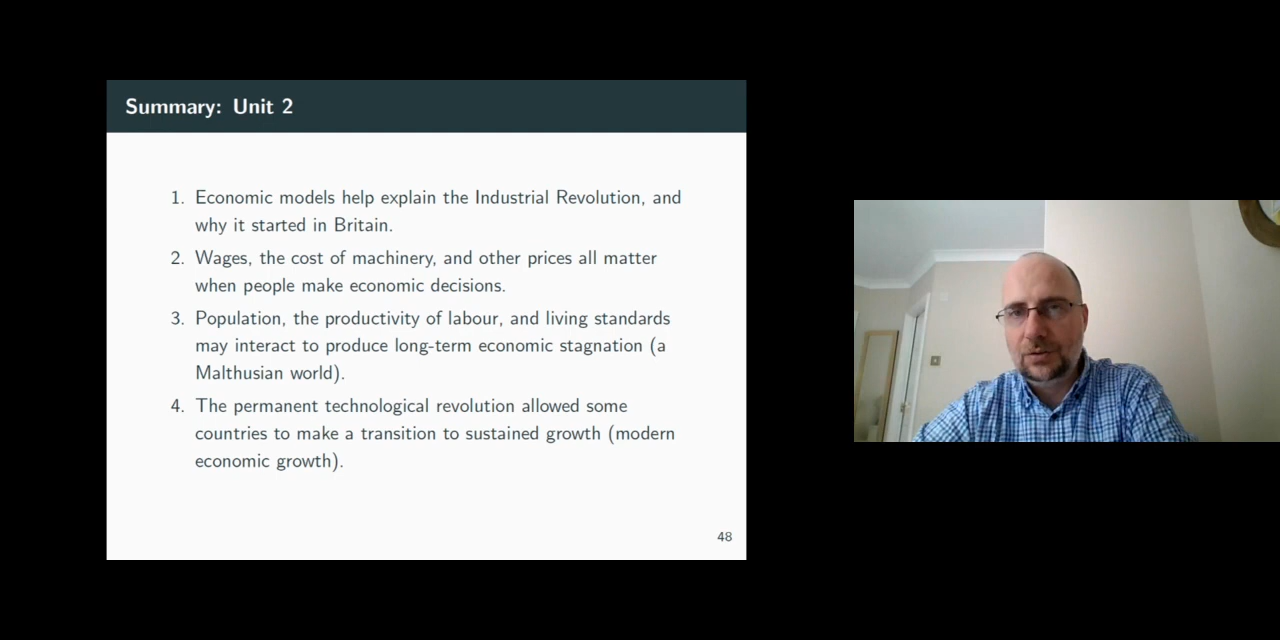 Summary: Unit 2
1. Economic models help explain the Industrial Revolution, and
why it started in Britain.
2. Wages, the cost of machinery, and other prices all matter
when people make economic decisions.
3. Population, the productivity of labour, and living standards
may interact to produce long-term economic stagnation (a
Malthusian world).
4. The permanent technological revolution allowed some
countries to make a transition to sustained growth (modern
economic growth).
48